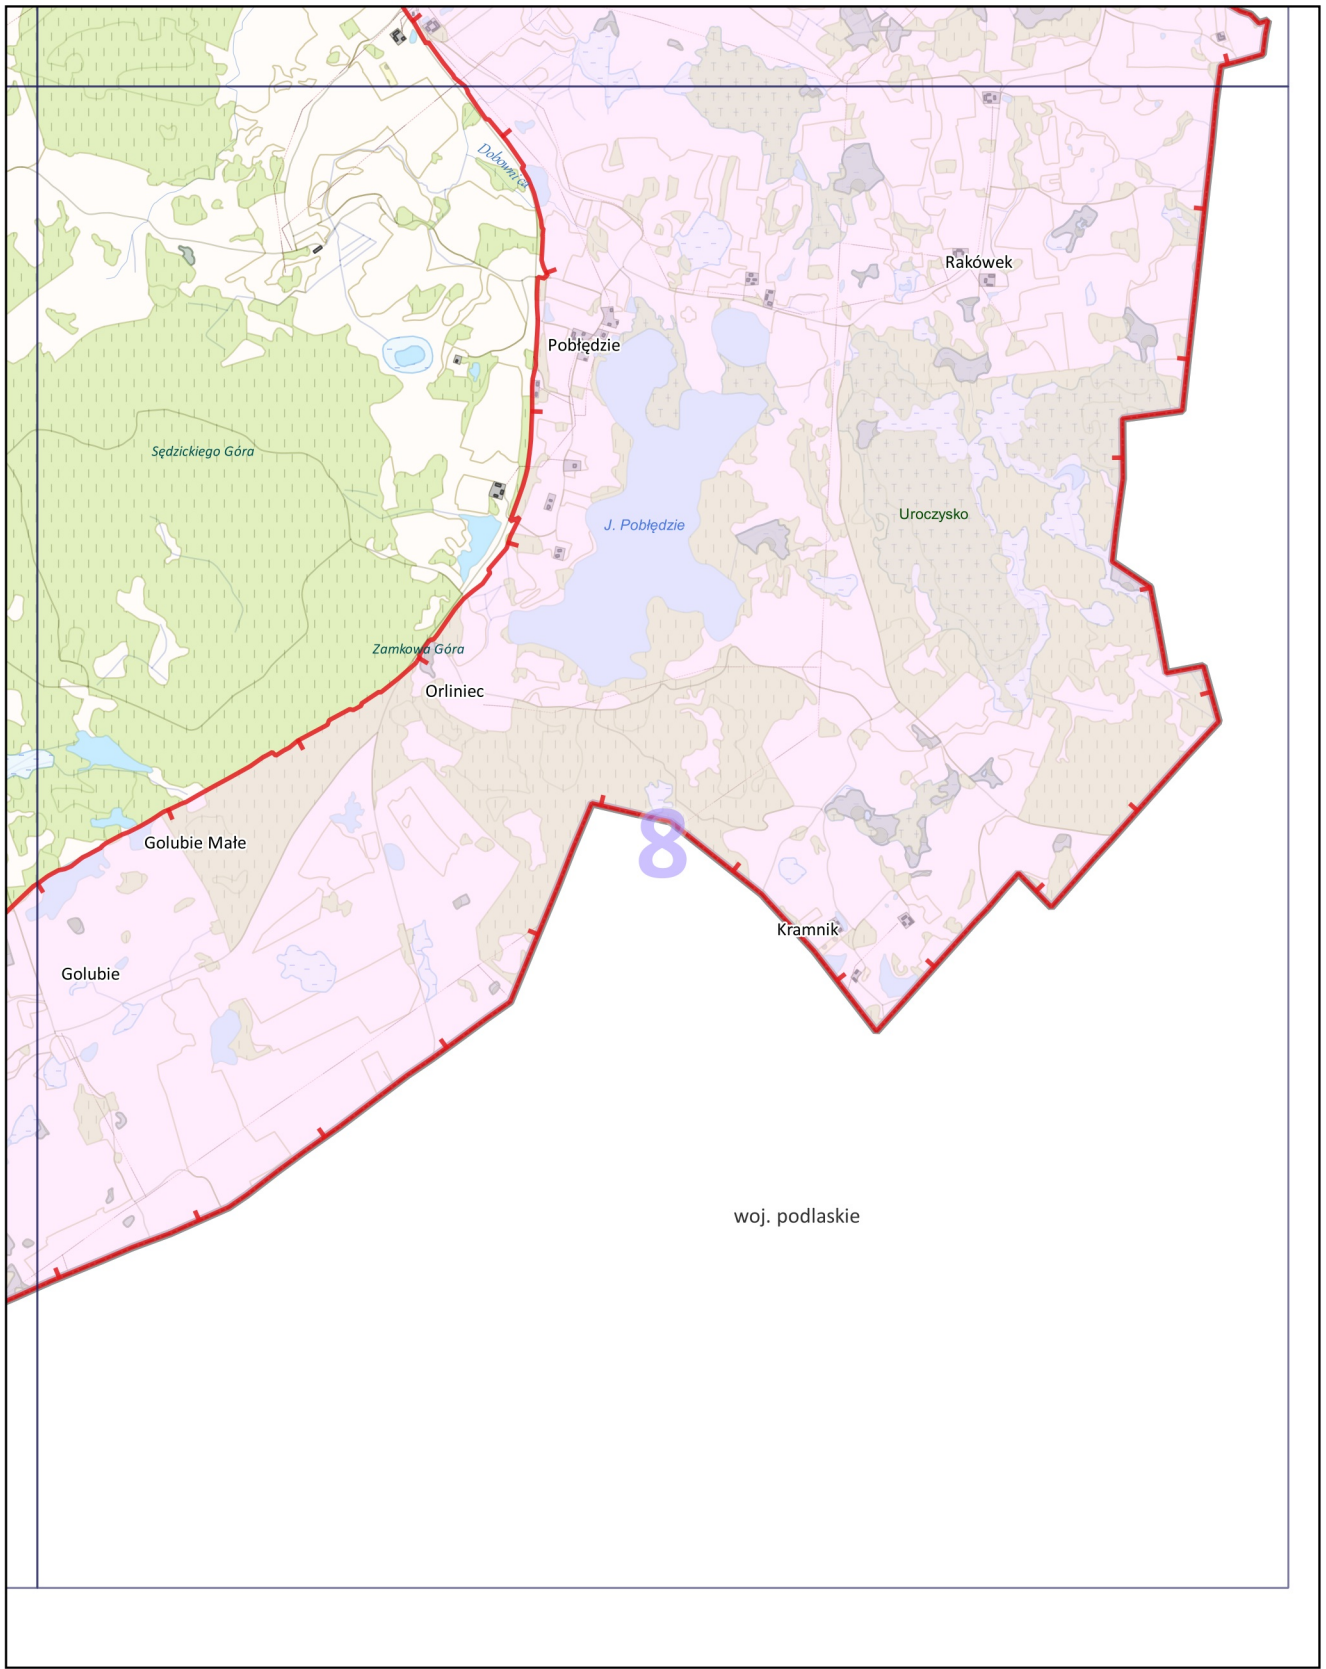 Dobownica
Rakówek
Pobłędzie
Sędzickiego Góra
Uroczysko
J. Pobłędzie
Zamkowa Góra
Orliniec
8
Golubie Małe
Kramnik
Golubie
woj. podlaskie